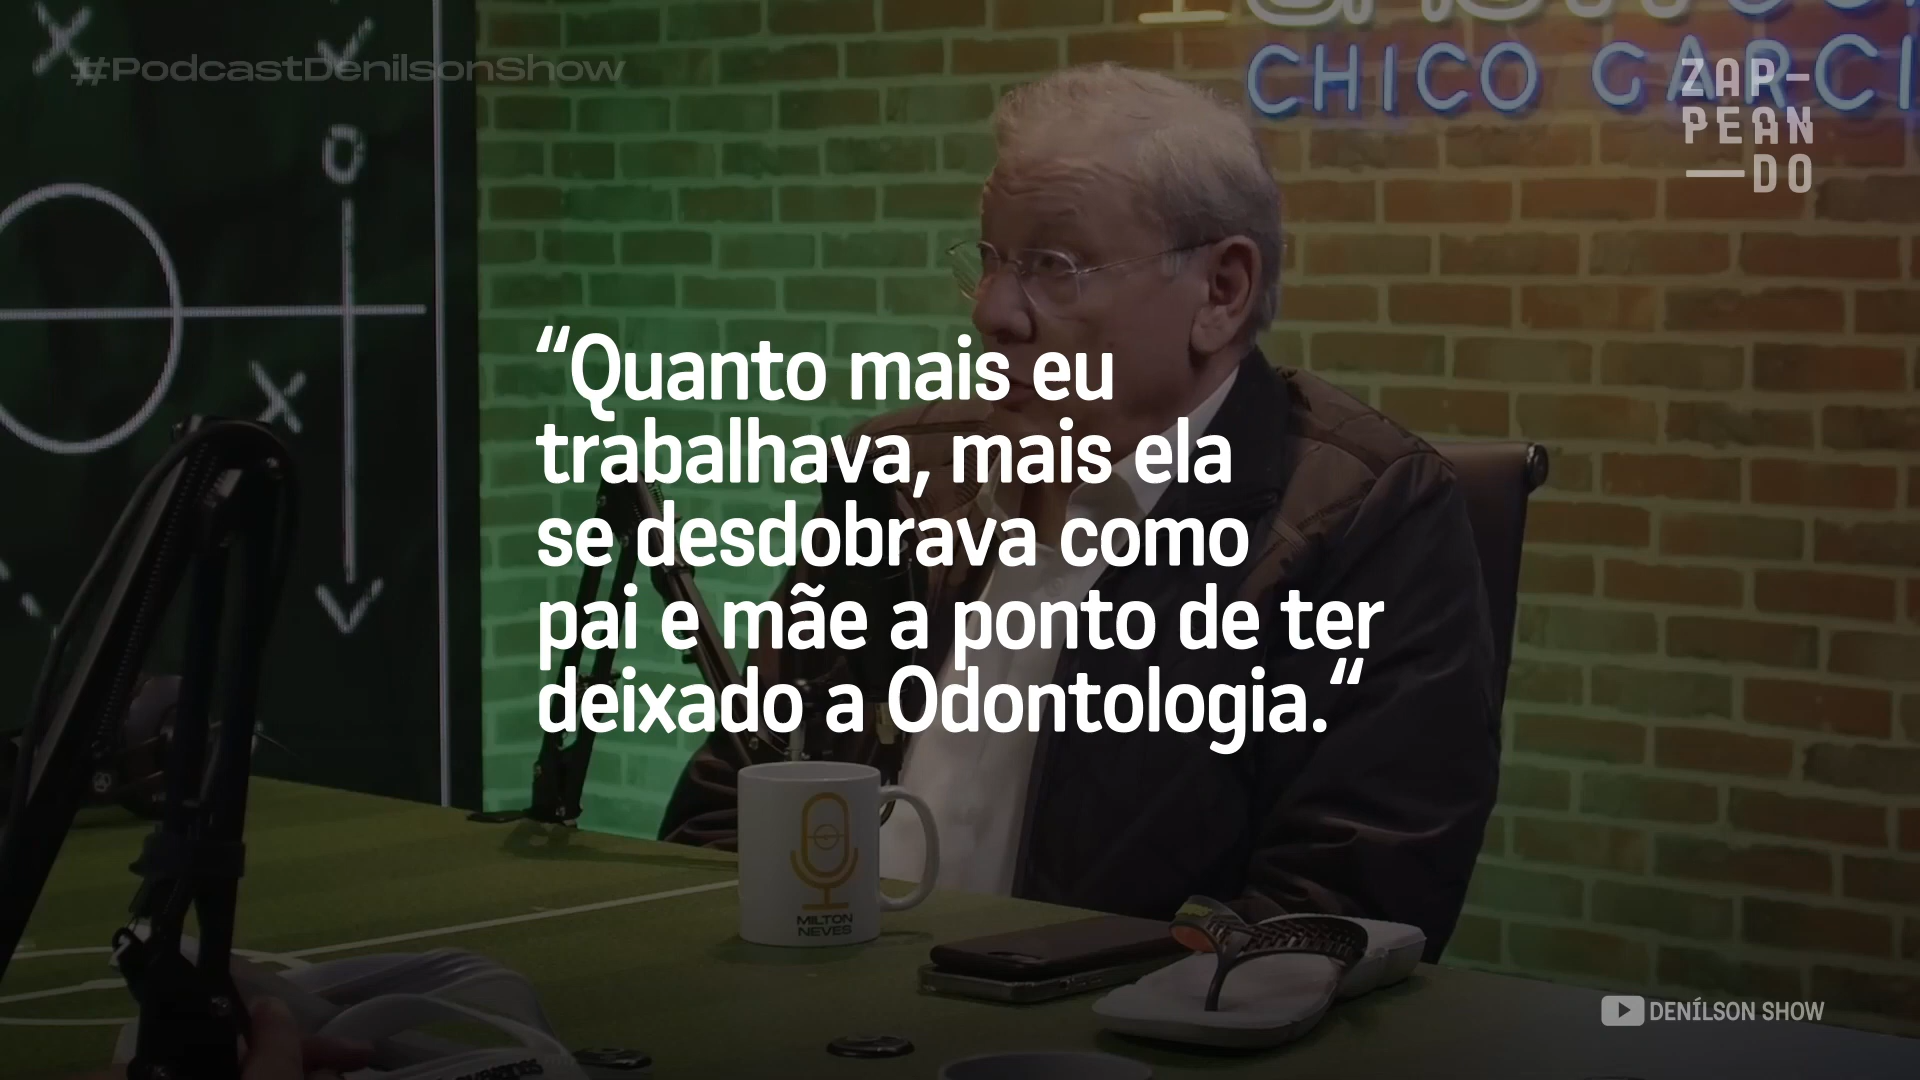 #PodcastDenilsonShow
CHICO GARCI
ZAP-
PEAN
DO
“Quanto mais eu
trabalhava, mais ela
se desdobrava como
pai e mãe a ponto de ter
deixado a Odontologia.“
MILTON
NEVES
DENÍLSON SHOW